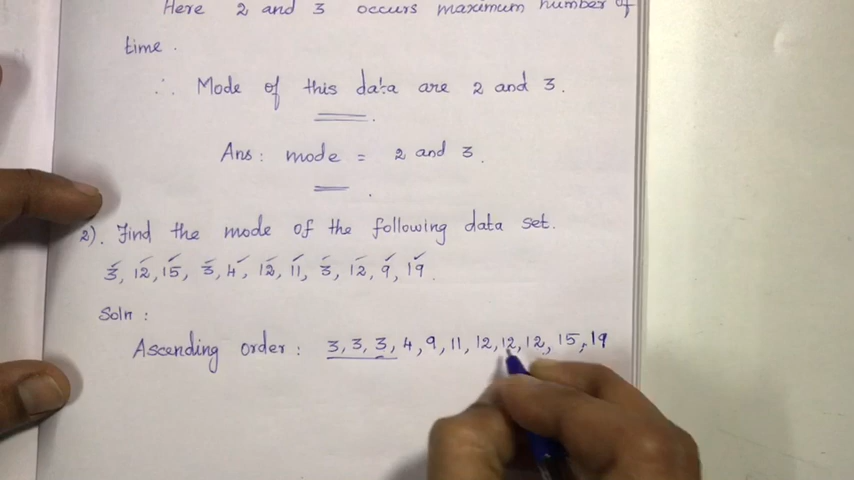 Here 2 and 3 occurs maximum number of
time.
∴ Mode of this data are 2 and 3.
Ans: mode = 2 and 3.
2). Find the mode of the following data set.
3, 12, 15, 3, 4, 12, 11, 3, 12, 9, 19.
Soln :
Ascending order : 3, 3, 3, 4, 9, 11, 12, 12, 12, 15, 19